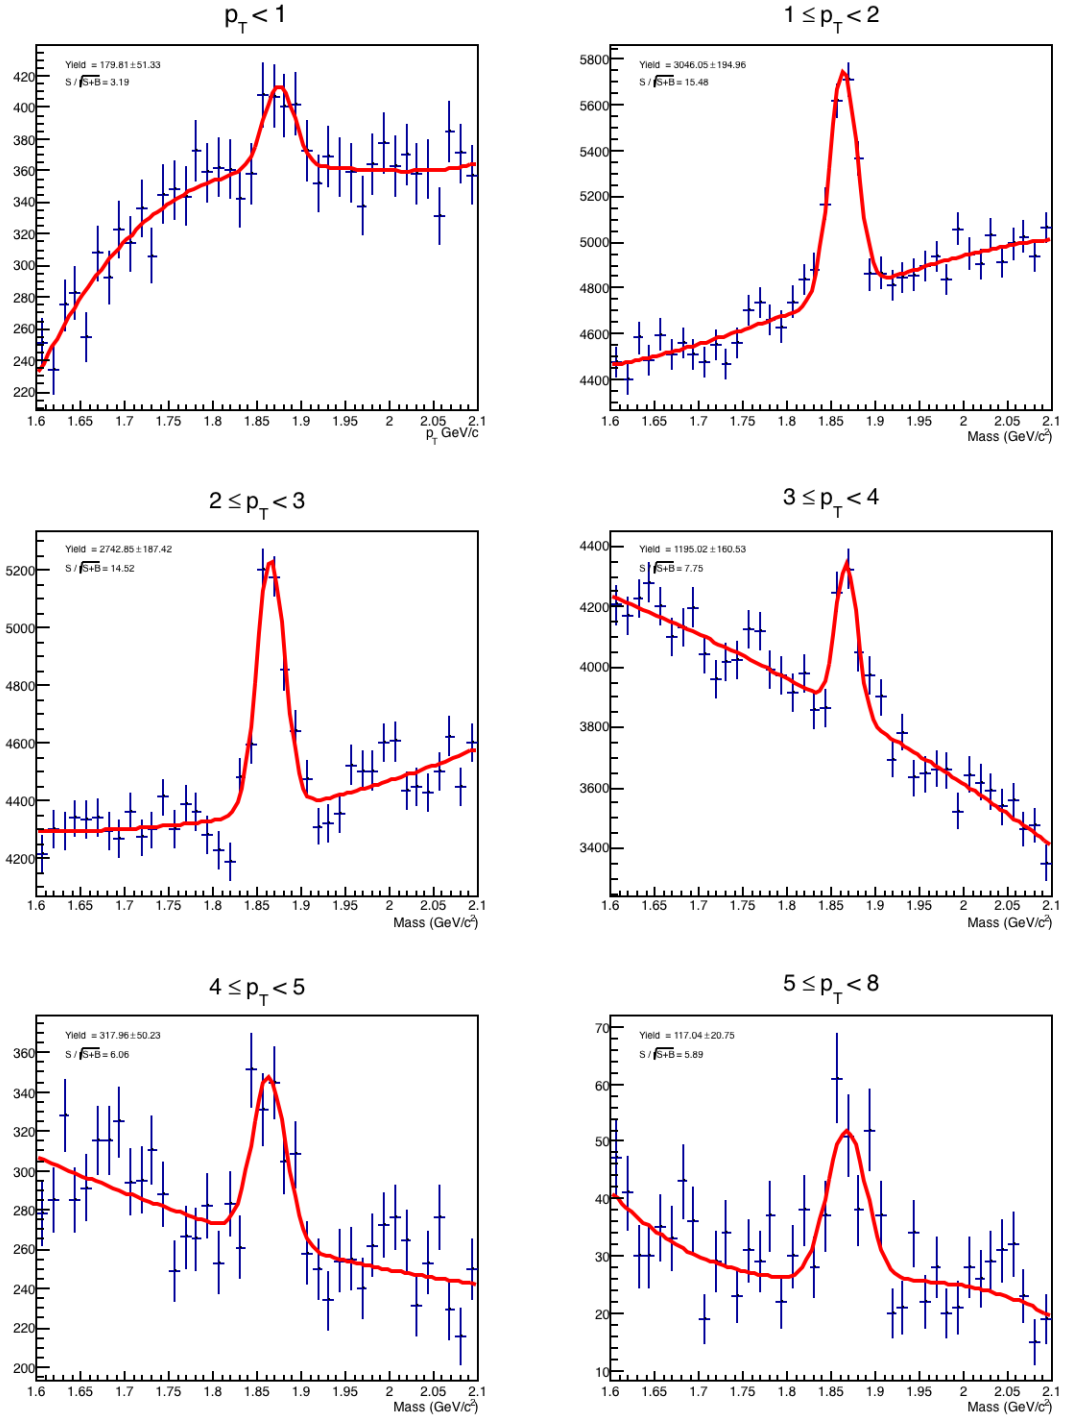 p_T < 1
Yield = 179.81±51.33
S / √S+B = 3.19
420
400
380
360
340
320
300
280
260
240
220
1.6 1.65 1.7 1.75 1.8 1.85 1.9 1.95 2 2.05 2.1
p_T GeV/c
1 ≤ p_T < 2
Yield = 3046.05±194.96
S / √S+B = 15.48
5800
5600
5400
5200
5000
4800
4600
4400
1.6 1.65 1.7 1.75 1.8 1.85 1.9 1.95 2 2.05 2.1
Mass (GeV/c²)
2 ≤ p_T < 3
Yield = 2742.85±187.42
S / √S+B = 14.52
5200
5000
4800
4600
4400
4200
1.6 1.65 1.7 1.75 1.8 1.85 1.9 1.95 2 2.05 2.1
Mass (GeV/c²)
3 ≤ p_T < 4
Yield = 1195.02±160.53
S / √S+B = 7.75
4400
4200
4000
3800
3600
3400
1.6 1.65 1.7 1.75 1.8 1.85 1.9 1.95 2 2.05 2.1
Mass (GeV/c²)
4 ≤ p_T < 5
Yield = 317.96±50.23
S / √S+B = 6.06
360
340
320
300
280
260
240
220
200
1.6 1.65 1.7 1.75 1.8 1.85 1.9 1.95 2 2.05 2.1
Mass (GeV/c²)
5 ≤ p_T < 8
Yield = 117.04±20.75
S / √S+B = 5.89
70
60
50
40
30
20
10
1.6 1.65 1.7 1.75 1.8 1.85 1.9 1.95 2 2.05 2.1
Mass (GeV/c²)